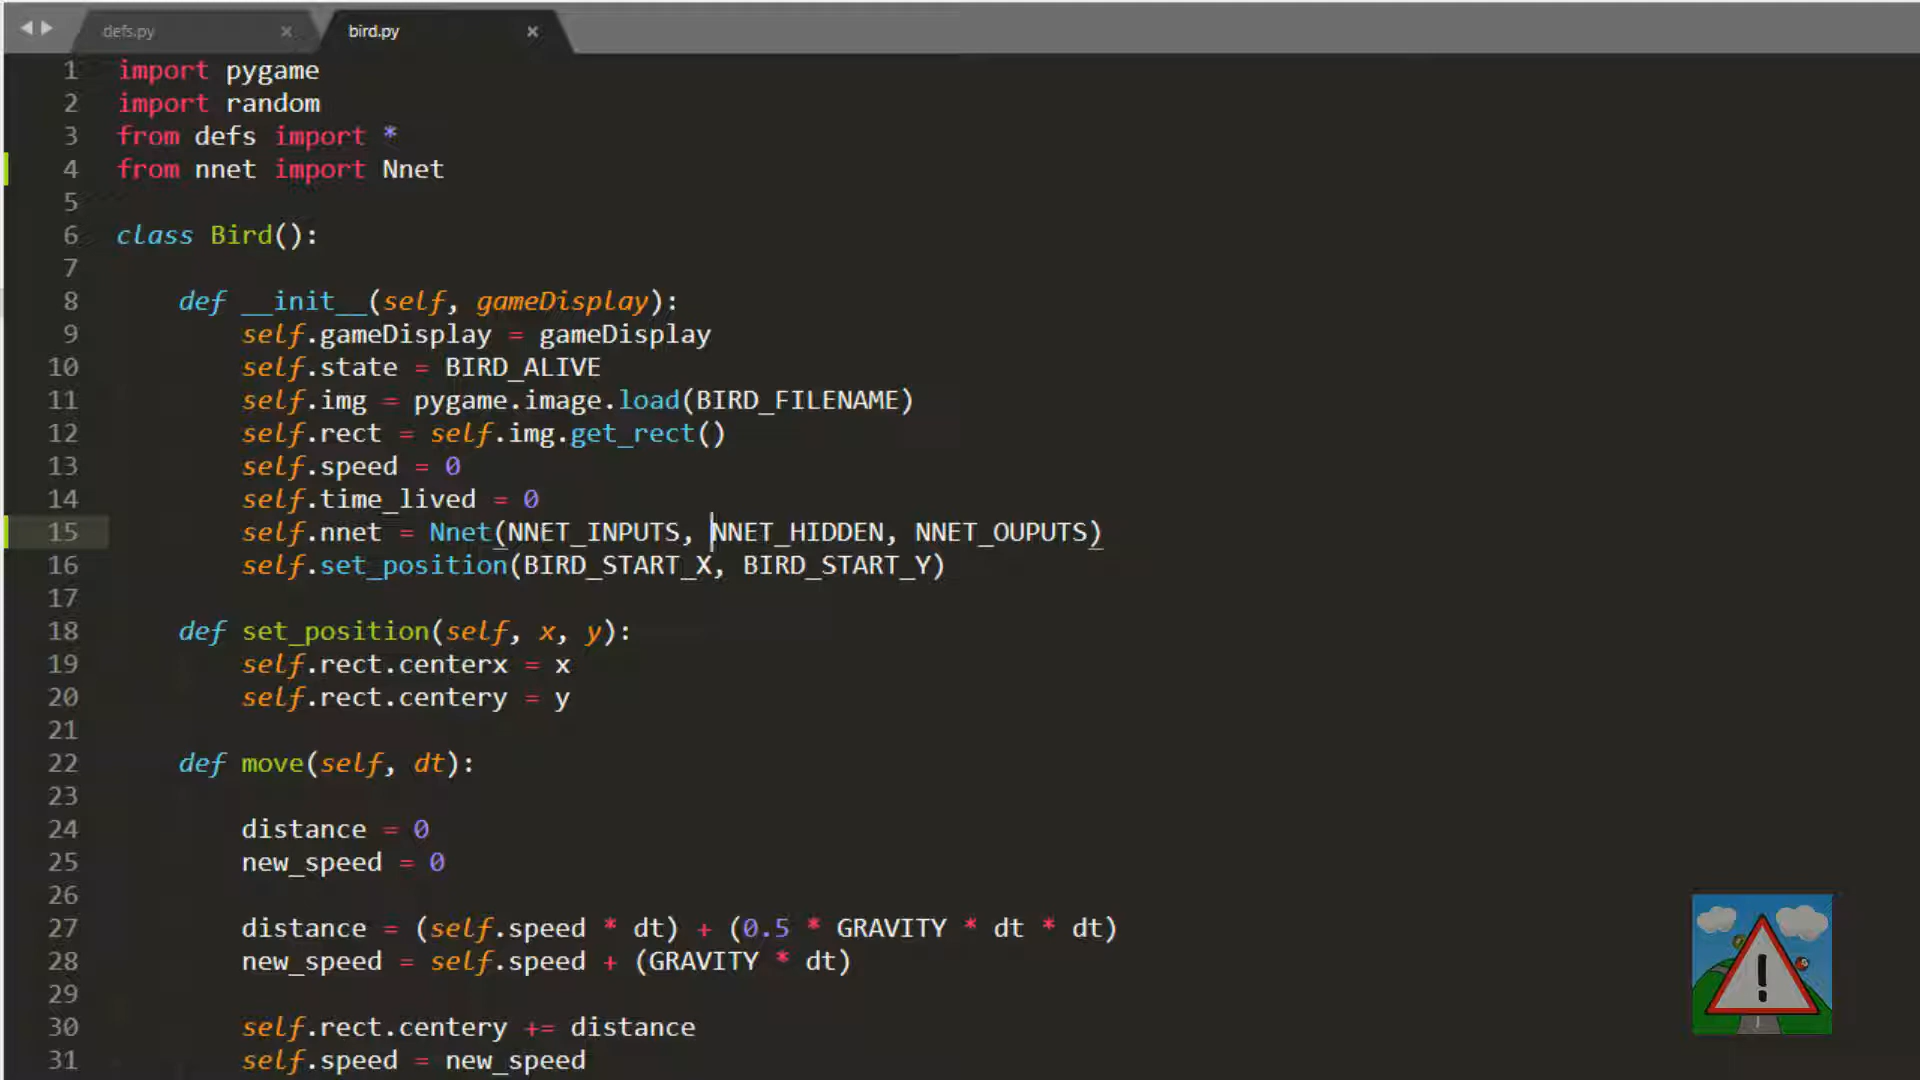 defs.py × bird.py ×
1 import pygame
2 import random
3 from defs import *
4 from nnet import Nnet
5
6 class Bird():
7
8 def __init__(self, gameDisplay):
9 self.gameDisplay = gameDisplay
10 self.state = BIRD_ALIVE
11 self.img = pygame.image.load(BIRD_FILENAME)
12 self.rect = self.img.get_rect()
13 self.speed = 0
14 self.time_lived = 0
15 self.nnet = Nnet(NNET_INPUTS, NNET_HIDDEN, NNET_OUPUTS)
16 self.set_position(BIRD_START_X, BIRD_START_Y)
17
18 def set_position(self, x, y):
19 self.rect.centerx = x
20 self.rect.centery = y
21
22 def move(self, dt):
23
24 distance = 0
25 new_speed = 0
26
27 distance = (self.speed * dt) + (0.5 * GRAVITY * dt * dt)
28 new_speed = self.speed + (GRAVITY * dt)
29
30 self.rect.centery += distance
31 self.speed = new_speed